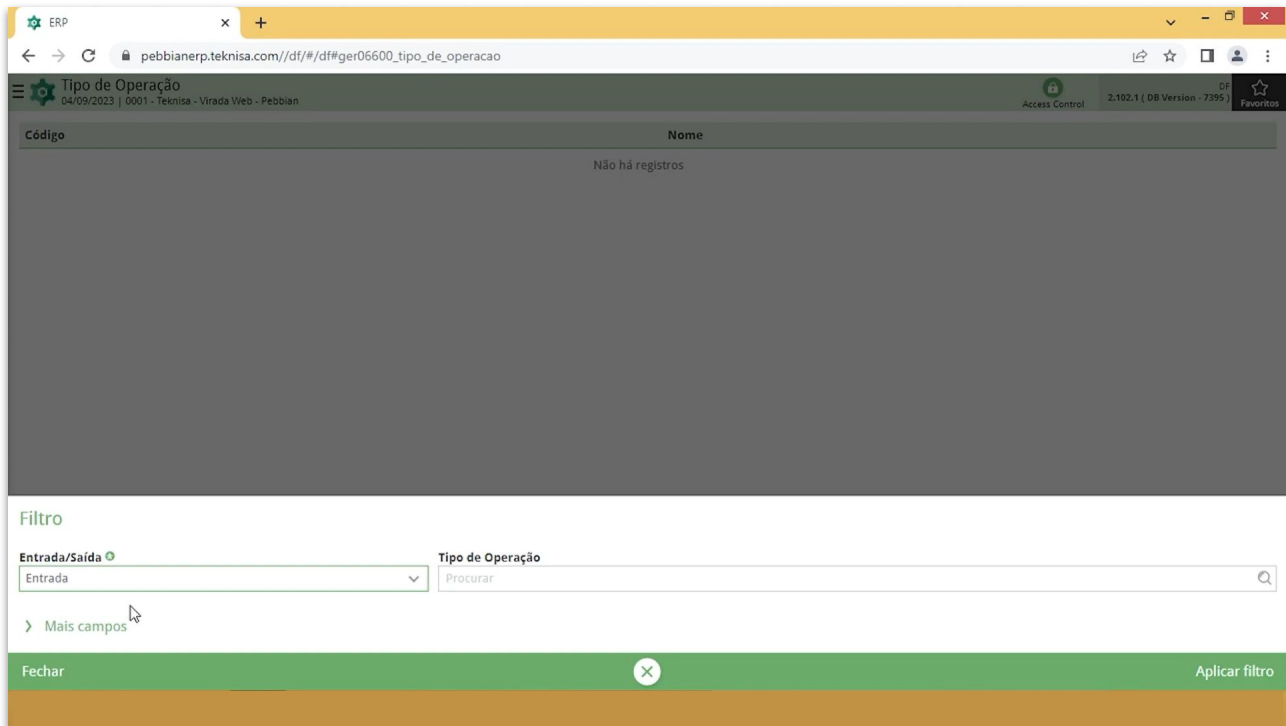 ERP
pebbianerp.teknisa.com//df/#/df#ger06600_tipo_de_operacao
Tipo de Operação
04/09/2023 | 0001 - Teknisa - Virada Web - Pebbian
Access Control
DF
2.102.1 ( DB Version - 7395 )
Favoritos
Código Nome
Não há registros
Filtro
Entrada/Saída Tipo de Operação
Entrada Procurar
Mais campos
Fechar Aplicar filtro